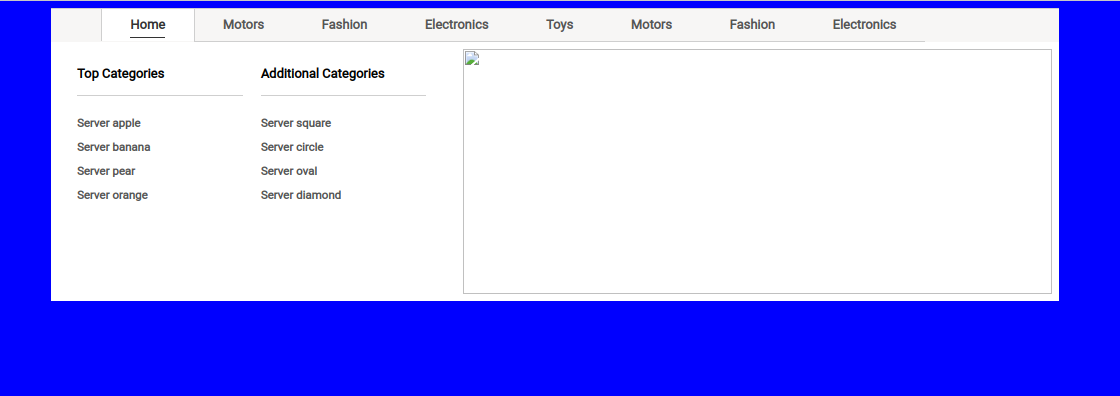 Home Motors Fashion Electronics Toys Motors Fashion Electronics
Top Categories
Server apple
Server banana
Server pear
Server orange
Additional Categories
Server square
Server circle
Server oval
Server diamond